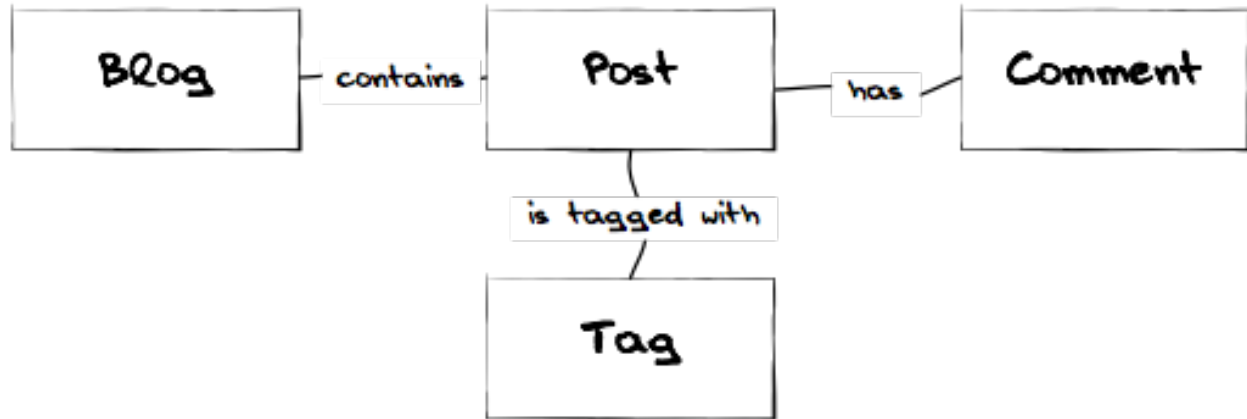 Blog
contains
Post
has
Comment
is tagged with
Tag